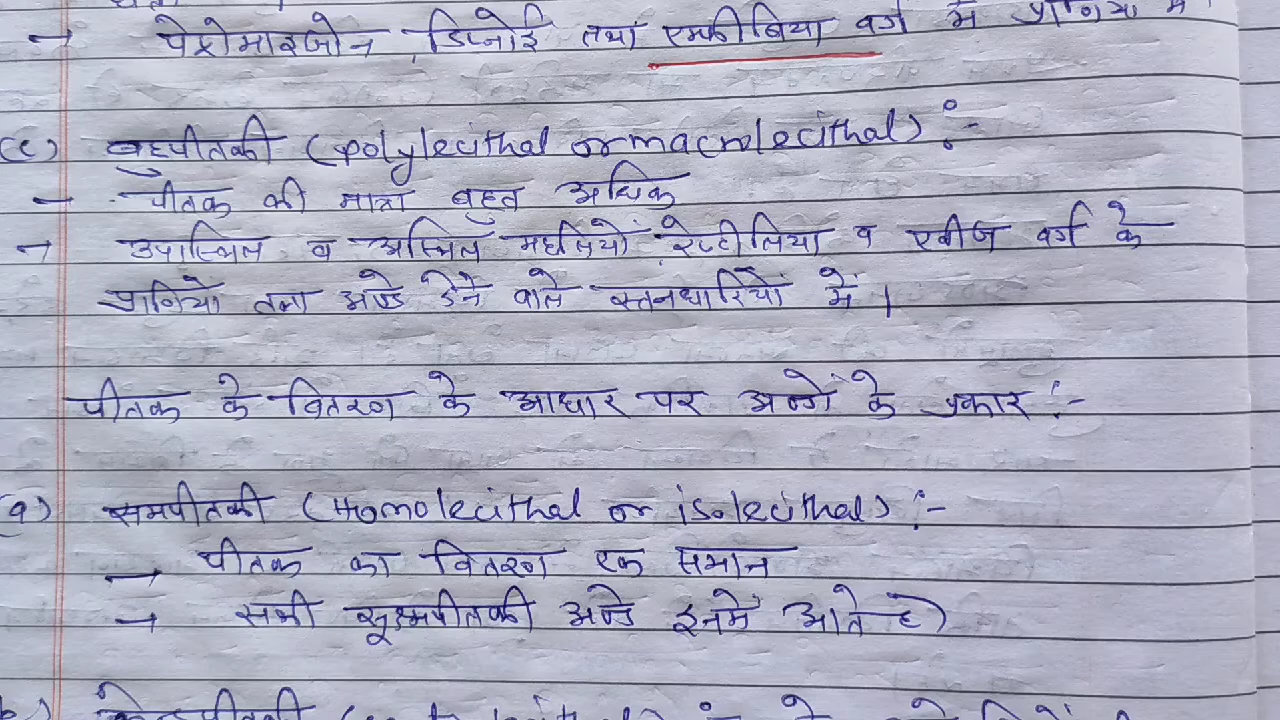 → पेट्रोमाइजोन, डिप्नोई तथा एम्फीबिया वर्ग में
(c) बहुपीतकी (polylecithal or macrolecithal) :-
→ पीतक की मात्रा बहुत अधिक
→ उपास्थित व अस्थित मछलियों रेप्टीलिया व एवीज वर्ग के
प्राणियों तथा अण्डे देने वाले स्तनधारियों में ।
पीतक के वितरण के आधार पर अण्डों के प्रकार :-
(a) समपीतकी (Homolecithal or isolecithal) :-
→ पीतक का वितरण एक समान
→ सभी सूक्ष्मपीतकी अण्डे इनमें आते है)